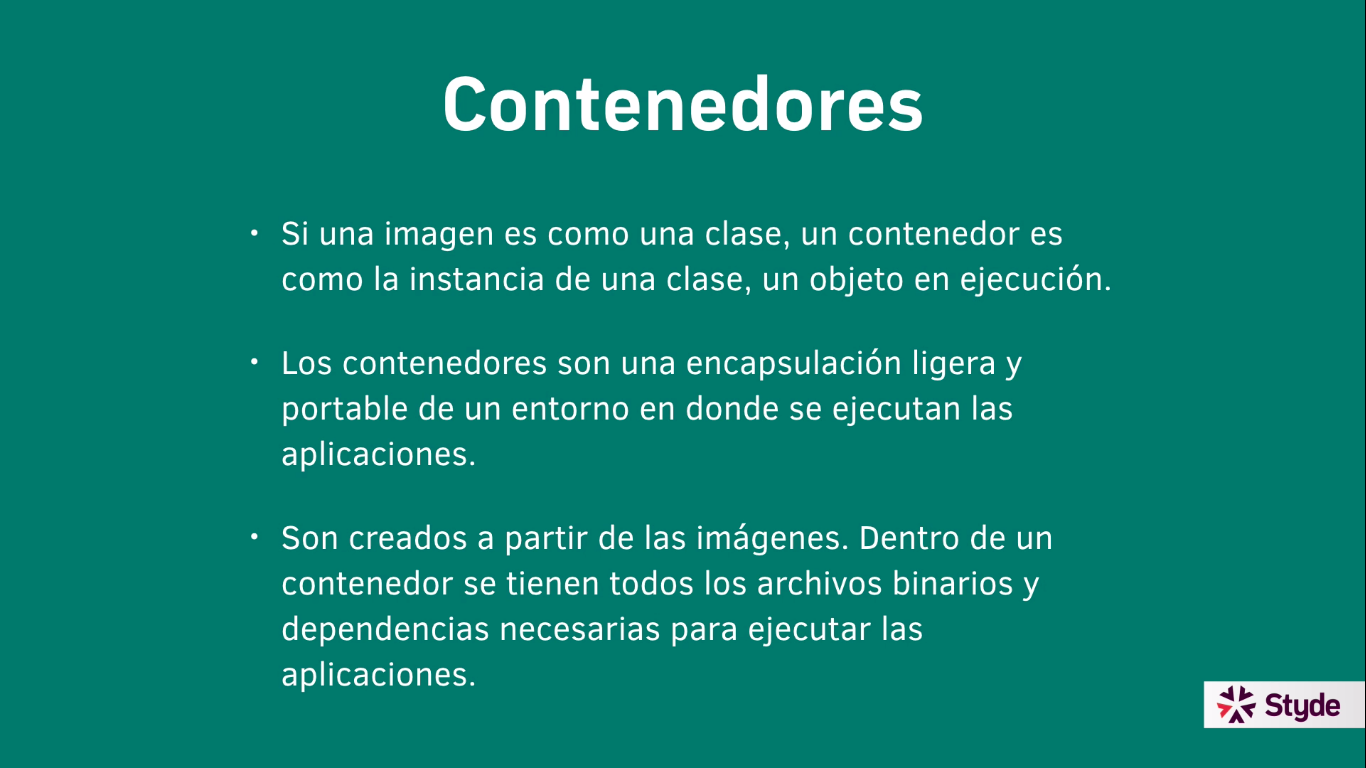 Contenedores
• Si una imagen es como una clase, un contenedor es
como la instancia de una clase, un objeto en ejecución.
• Los contenedores son una encapsulación ligera y
portable de un entorno en donde se ejecutan las
aplicaciones.
• Son creados a partir de las imágenes. Dentro de un
contenedor se tienen todos los archivos binarios y
dependencias necesarias para ejecutar las
aplicaciones.
Styde